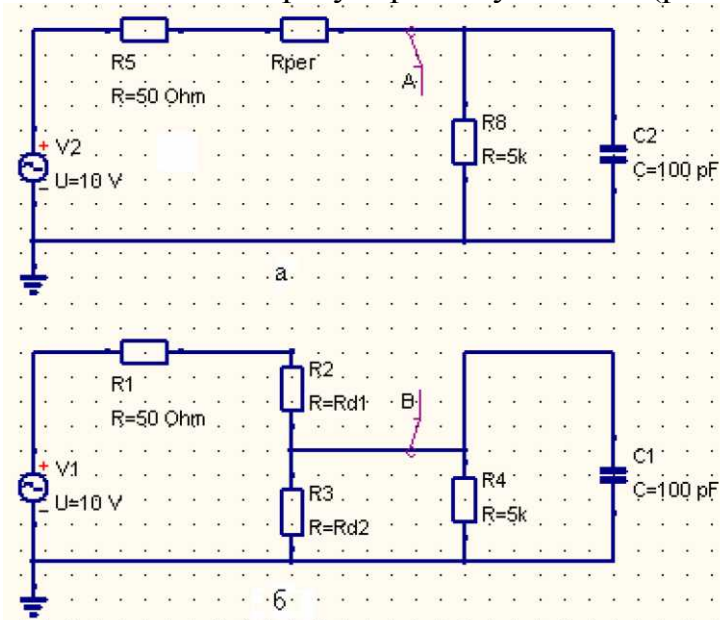 R5
R=50 Ohm
Rper
A
V2
+
U=10 V
R8
R=5k
C2
C=100 pF
а
R1
R=50 Ohm
R2
R=Rd1
B
V1
+
U=10 V
R3
R=Rd2
R4
R=5k
C1
C=100 pF
б